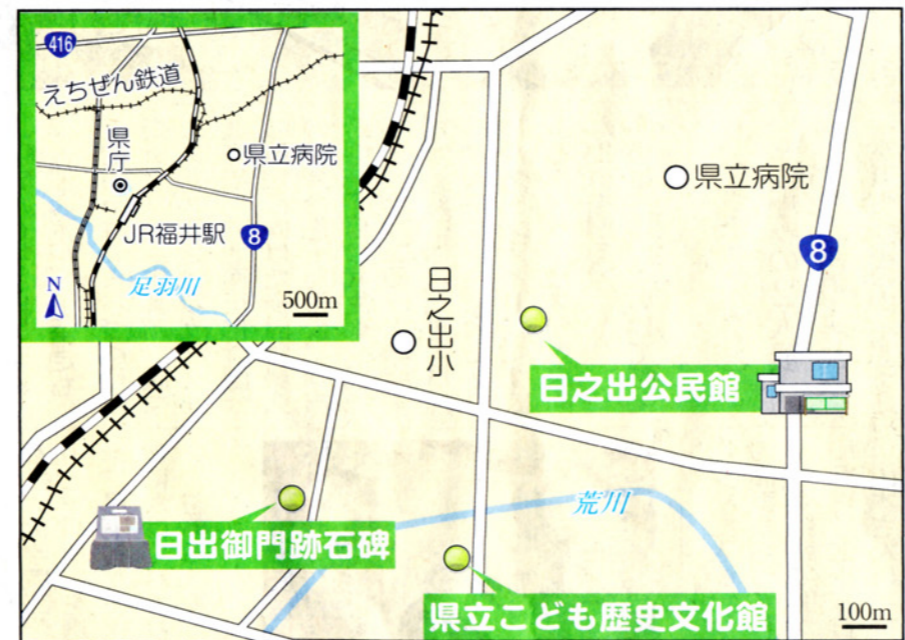 416
えちぜん鉄道
県庁
県立病院
JR福井駅
8
足羽川
N
500m
県立病院
8
日之出小
日之出公民館
荒川
日出御門跡石碑
県立こども歴史文化館
100m